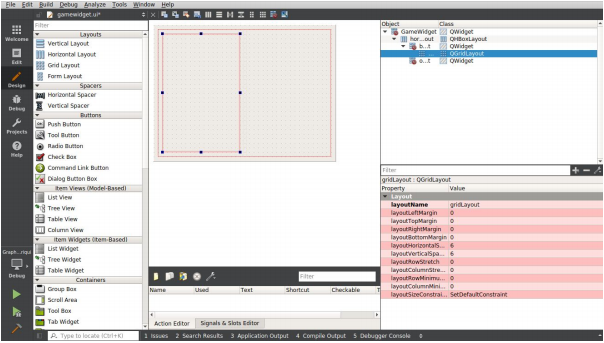 File Edit Build Debug Analyze Tools Window Help
gamewidget.ui*
Filter
Layouts
Vertical Layout
Horizontal Layout
Grid Layout
Form Layout
Spacers
Horizontal Spacer
Vertical Spacer
Buttons
Push Button
Tool Button
Radio Button
Check Box
Command Link Button
Dialog Button Box
Item Views (Model-Based)
List View
Tree View
Table View
Column View
Item Widgets (Item-Based)
List Widget
Tree Widget
Table Widget
Containers
Group Box
Scroll Area
Tool Box
Tab Widget
Welcome
Edit
Design
Debug
Projects
Help
Graph...rigui
Debug
Filter
Name Used Text Shortcut Checkable T
Action Editor Signals & Slots Editor
Object Class
GameWidget QWidget
hor...out QHBoxLayout
b...t QWidget
... QGridLayout
o...t QWidget
Filter
gridLayout : QGridLayout
Property Value
Layout
layoutName gridLayout
layoutLeftMargin 0
layoutTopMargin 0
layoutRightMargin 0
layoutBottomMargin 0
layoutHorizontalS... 6
layoutVerticalSpa... 6
layoutRowStretch 0
layoutColumnStre... 0
layoutRowMinimu... 0
layoutColumnMini... 0
layoutSizeConstrai... SetDefaultConstraint
Type to locate (Ctrl+K) 1 Issues 2 Search Results 3 Application Output 4 Compile Output 5 Debugger Console